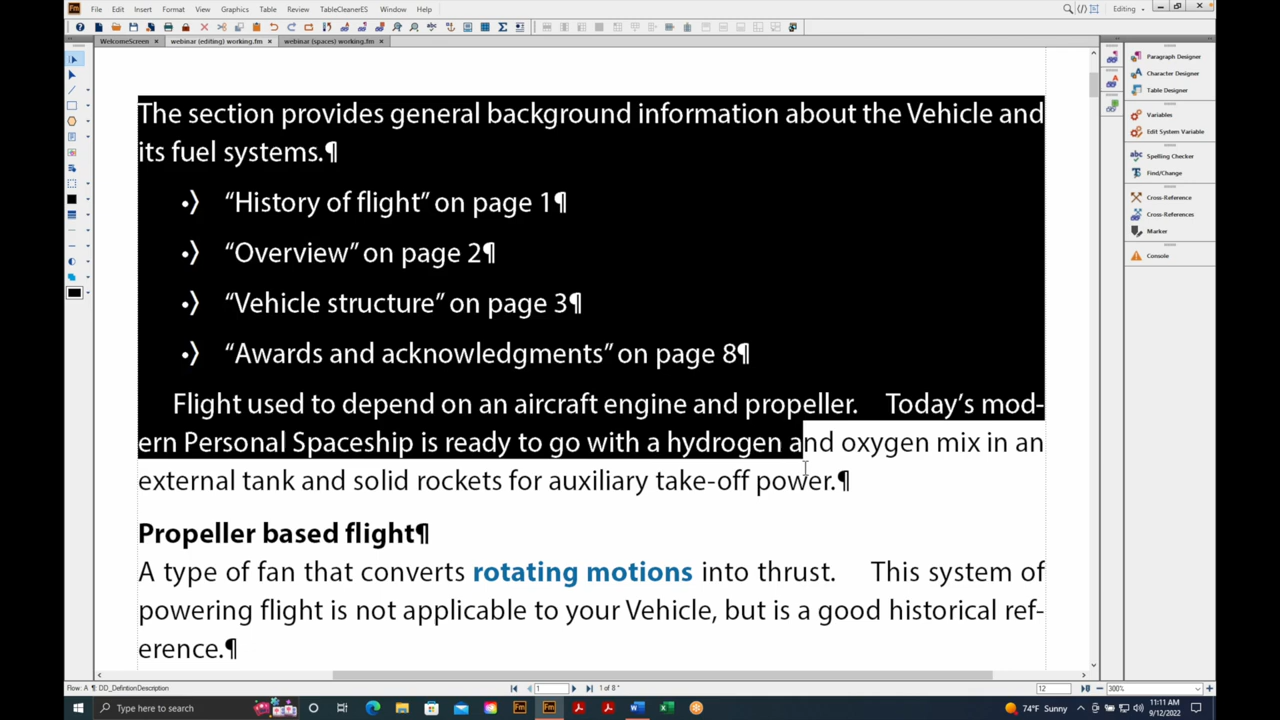 File Edit Insert Format View Graphics Table Review TableCleanerES Window Help
Editing
WelcomeScreen × webinar (editing) working.fm × webinar (spaces) working.fm ×
The section provides general background information about the Vehicle and
its fuel systems.¶
•⟩ “History of flight” on page 1¶
•⟩ “Overview” on page 2¶
•⟩ “Vehicle structure” on page 3¶
•⟩ “Awards and acknowledgments” on page 8¶
Flight used to depend on an aircraft engine and propeller. Today’s mod-
ern Personal Spaceship is ready to go with a hydrogen and oxygen mix in an
external tank and solid rockets for auxiliary take-off power.¶
Propeller based flight¶
A type of fan that converts rotating motions into thrust. This system of
powering flight is not applicable to your Vehicle, but is a good historical ref-
erence.¶
Paragraph Designer
Character Designer
Table Designer
Variables
Edit System Variable
Spelling Checker
Find/Change
Cross-Reference
Cross-References
Marker
Console
Flow: A ¶: DD_DefintionDescription
1
1 of 8 *
12
300%
Type here to search
74°F Sunny
11:11 AM
9/12/2022